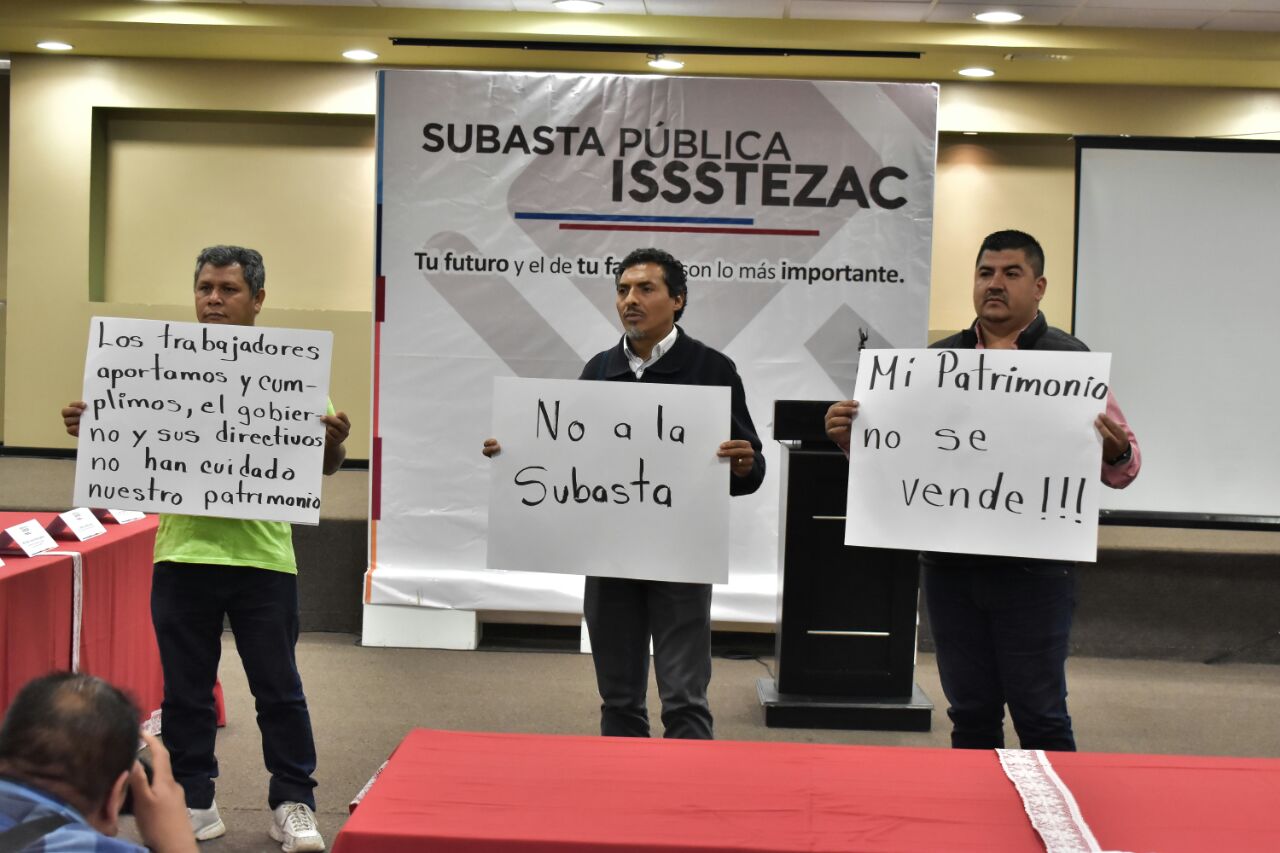 SUBASTA PÚBLICA
ISSSTEZAC
Tu futuro y el de tu fa son lo más importante.
Los trabajadores
aportamos y cum-
plimos, el gobier-
no y sus directivos
no han cuidado
nuestro patrimonio
No a la
Subasta
Mi Patrimonio
no se
vende!!!